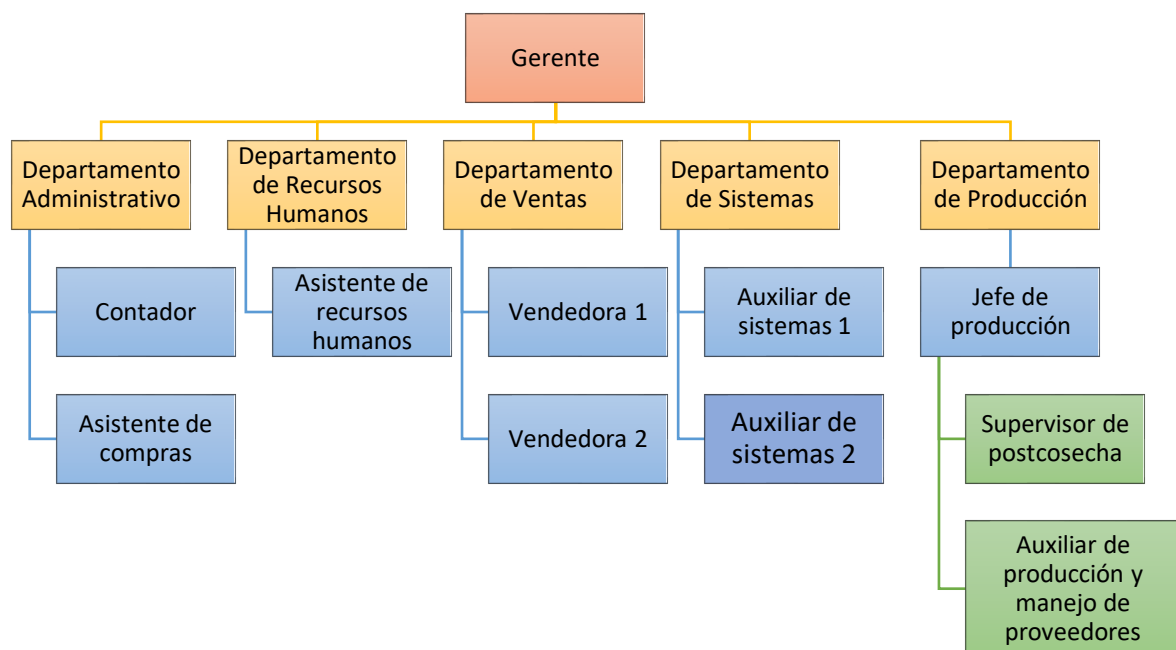 Gerente
Departamento
Administrativo
Departamento
de Recursos
Humanos
Departamento
de Ventas
Departamento
de Sistemas
Departamento
de Producción
Contador
Asistente de
recursos
humanos
Vendedora 1
Auxiliar de
sistemas 1
Jefe de
producción
Asistente de
compras
Vendedora 2
Auxiliar de
sistemas 2
Supervisor de
postcosecha
Auxiliar de
producción y
manejo de
proveedores